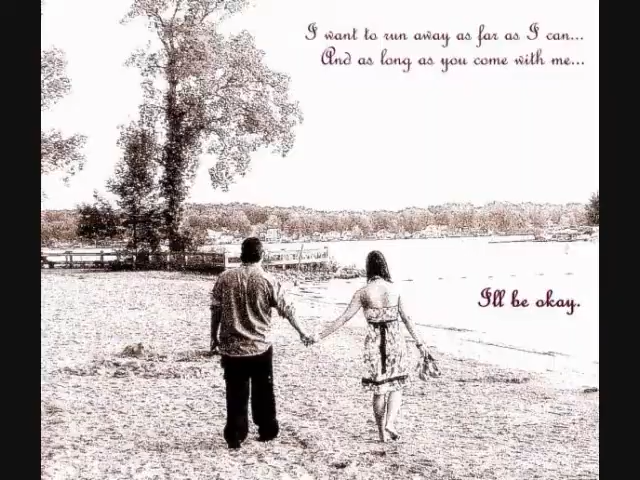 I want to run away as far as I can...
And as long as you come with me...
I'll be okay.